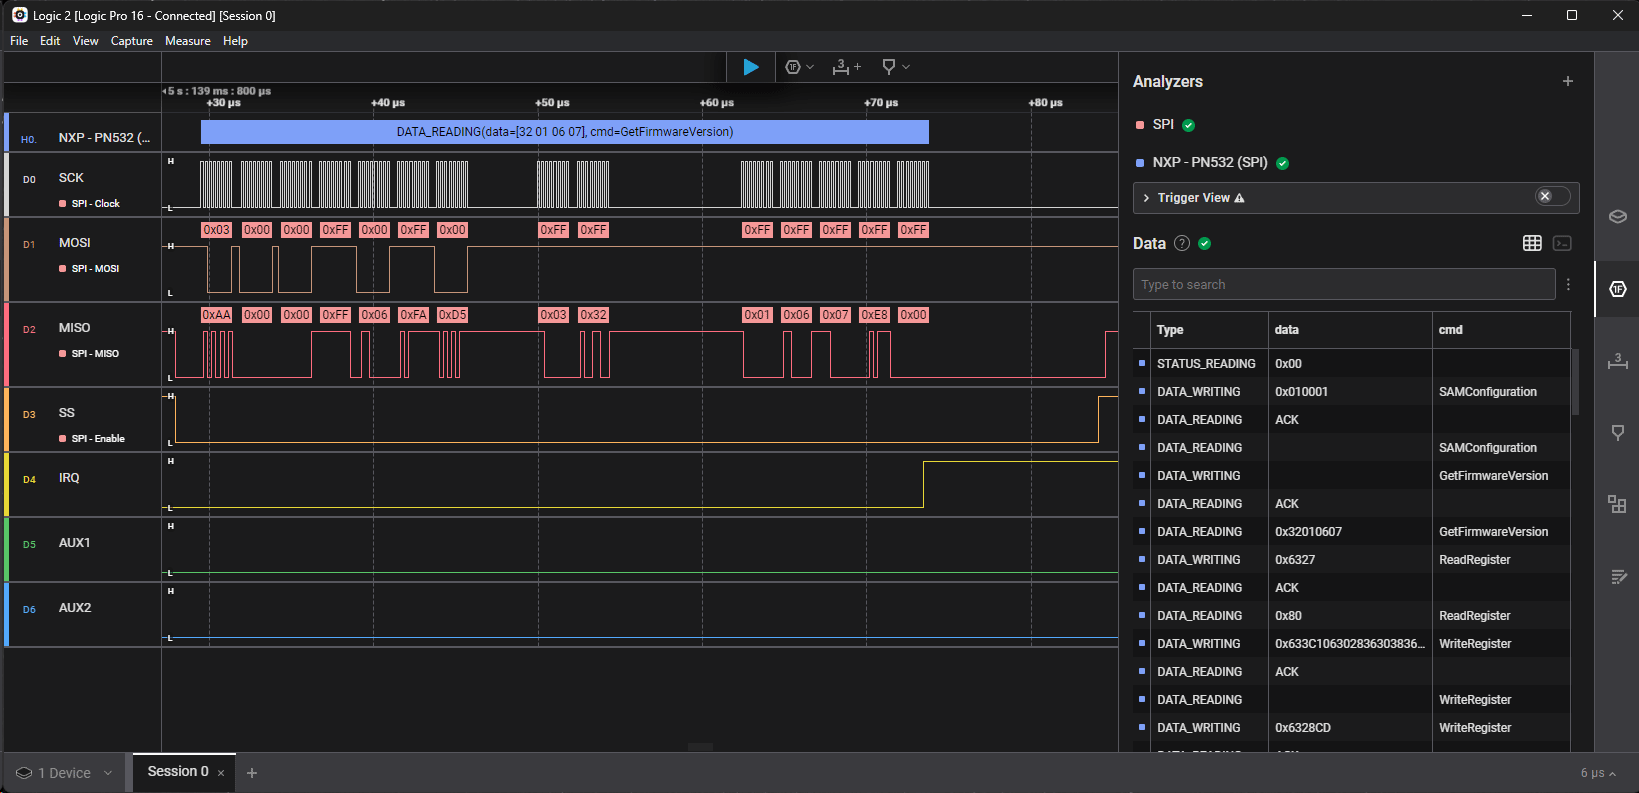 Logic 2 [Logic Pro 16 - Connected] [Session 0]
File Edit View Capture Measure Help
5 s : 139 ms : 800 µs
+30 µs +40 µs +50 µs +60 µs +70 µs +80 µs
H0. NXP - PN532 (...
DATA_READING(data=[32 01 06 07], cmd=GetFirmwareVersion)
D0 SCK
SPI - Clock
H
L
D1 MOSI
SPI - MOSI
0x03 0x00 0x00 0xFF 0x00 0xFF 0x00 0xFF 0xFF 0xFF 0xFF 0xFF 0xFF 0xFF
H
L
D2 MISO
SPI - MISO
0xAA 0x00 0x00 0xFF 0x06 0xFA 0xD5 0x03 0x32 0x01 0x06 0x07 0xE8 0x00
H
L
D3 SS
SPI - Enable
H
L
D4 IRQ
H
L
D5 AUX1
H
L
D6 AUX2
H
L
Analyzers +
SPI
NXP - PN532 (SPI)
Trigger View
Data ?
Type to search
Type data cmd
STATUS_READING 0x00
DATA_WRITING 0x010001 SAMConfiguration
DATA_READING ACK
DATA_READING SAMConfiguration
DATA_WRITING GetFirmwareVersion
DATA_READING ACK
DATA_READING 0x32010607 GetFirmwareVersion
DATA_WRITING 0x6327 ReadRegister
DATA_READING ACK
DATA_READING 0x80 ReadRegister
DATA_WRITING 0x633C106302836303836... WriteRegister
DATA_READING ACK
DATA_READING WriteRegister
DATA_WRITING 0x6328CD WriteRegister
1 Device
Session 0 × +
6 µs